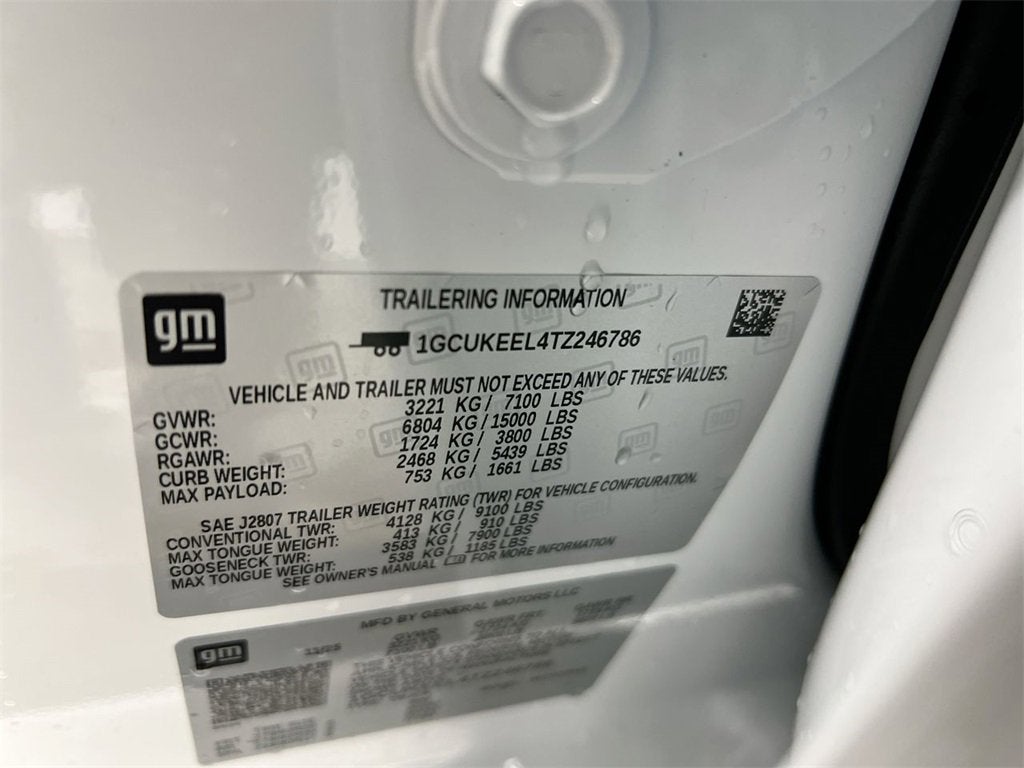 gm
TRAILERING INFORMATION
1GCUKEEL4TZ246786
VEHICLE AND TRAILER MUST NOT EXCEED ANY OF THESE VALUES.
GVWR: 3221 KG / 7100 LBS
GCWR: 6804 KG / 15000 LBS
RGAWR: 1724 KG / 3800 LBS
CURB WEIGHT: 2468 KG / 5439 LBS
MAX PAYLOAD: 753 KG / 1661 LBS
SAE J2807 TRAILER WEIGHT RATING (TWR) FOR VEHICLE CONFIGURATION.
CONVENTIONAL TWR: 4128 KG / 9100 LBS
MAX TONGUE WEIGHT: 413 KG / 910 LBS
GOOSENECK TWR: 3583 KG / 7900 LBS
MAX TONGUE WEIGHT: 538 KG / 1185 LBS
SEE OWNER'S MANUAL FOR MORE INFORMATION
gm
MFD BY GENERAL MOTORS LLC
11/25